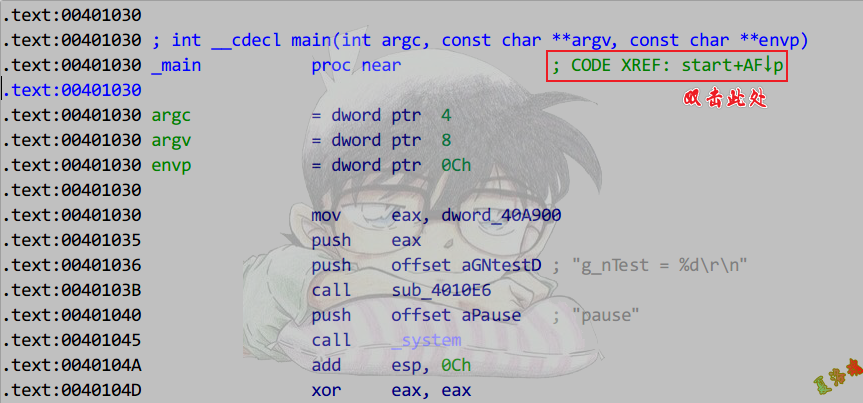 .text:00401030
.text:00401030 ; int __cdecl main(int argc, const char **argv, const char **envp)
.text:00401030 _main proc near ; CODE XREF: start+AF↓p
.text:00401030
双击此处
.text:00401030 argc = dword ptr 4
.text:00401030 argv = dword ptr 8
.text:00401030 envp = dword ptr 0Ch
.text:00401030
.text:00401030 mov eax, dword_40A900
.text:00401035 push eax
.text:00401036 push offset aGNtestD ; "g_nTest = %d\r\n"
.text:0040103B call sub_4010E6
.text:00401040 push offset aPause ; "pause"
.text:00401045 call _system
.text:0040104A add esp, 0Ch
.text:0040104D xor eax, eax